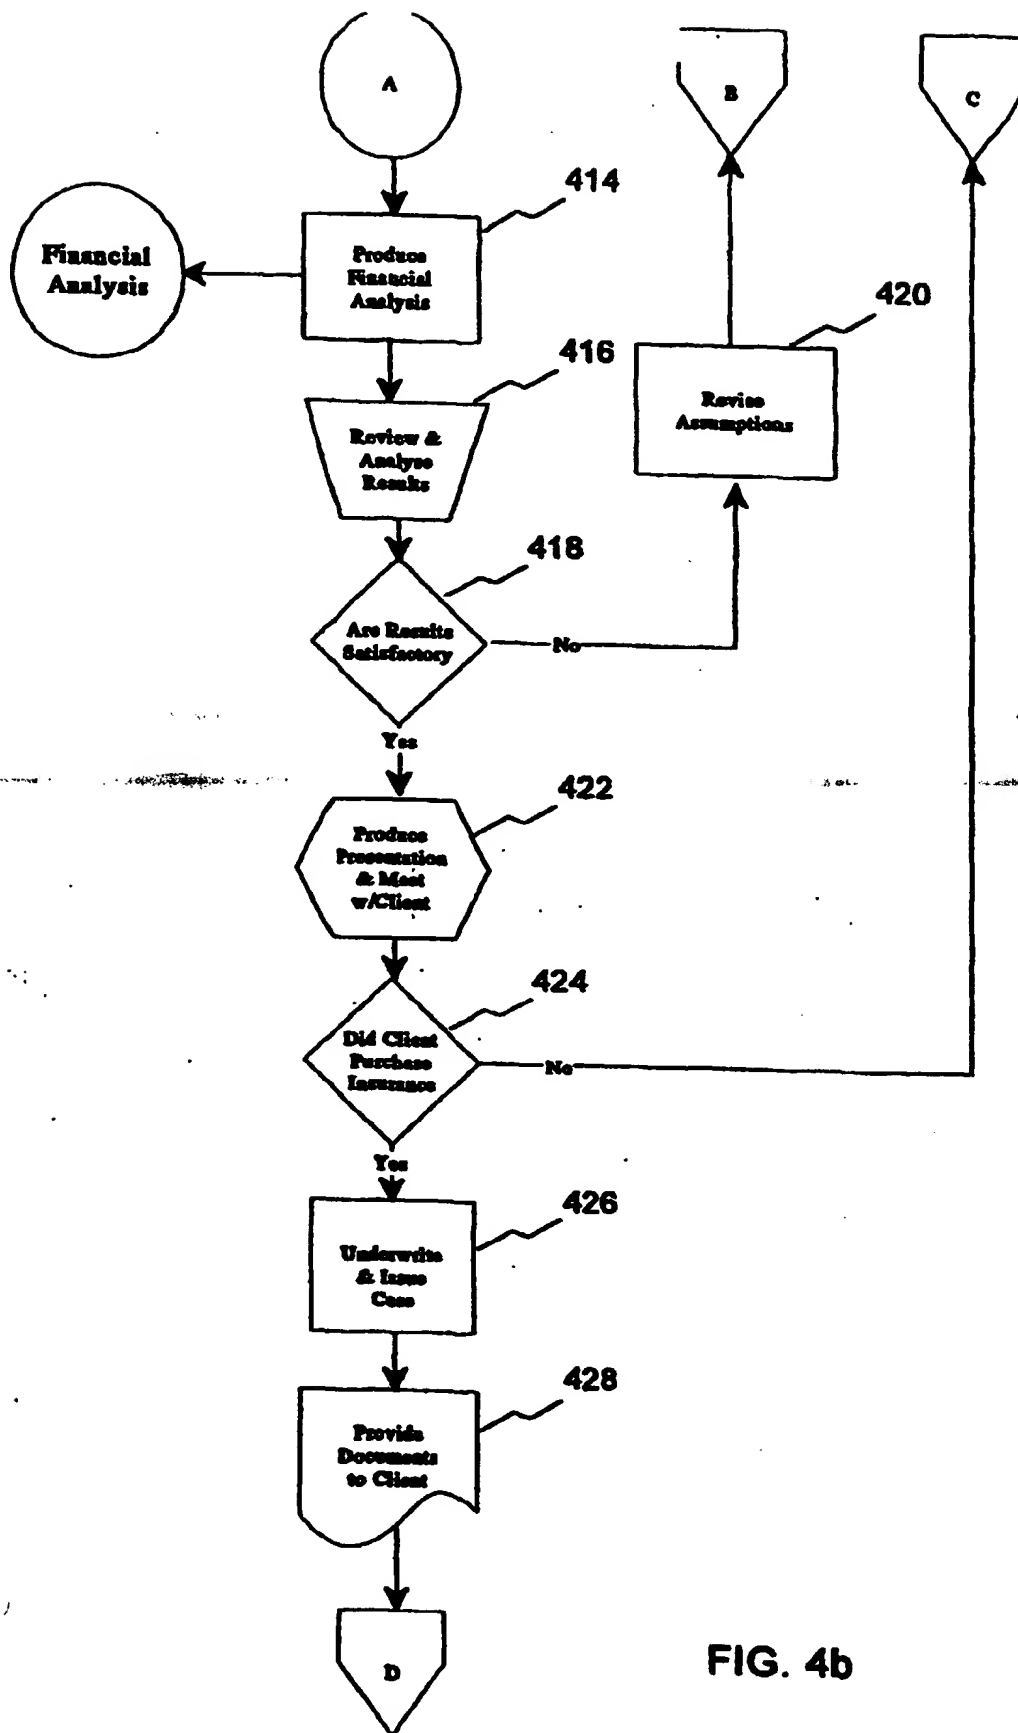 A
B
C
414
Financial
Analysis
Produce
Financial
Analysis
420
416
Revise
Assumptions
Review &
Analyse
Results
418
Are Results
Satisfactory
No
Yes
422
Produce
Presentation
& Meet
w/Client
424
Did Client
Purchase
Insurance
No
Yes
426
Underwrite
& Issue
Case
428
Provide
Documents
to Client
D
FIG. 4b